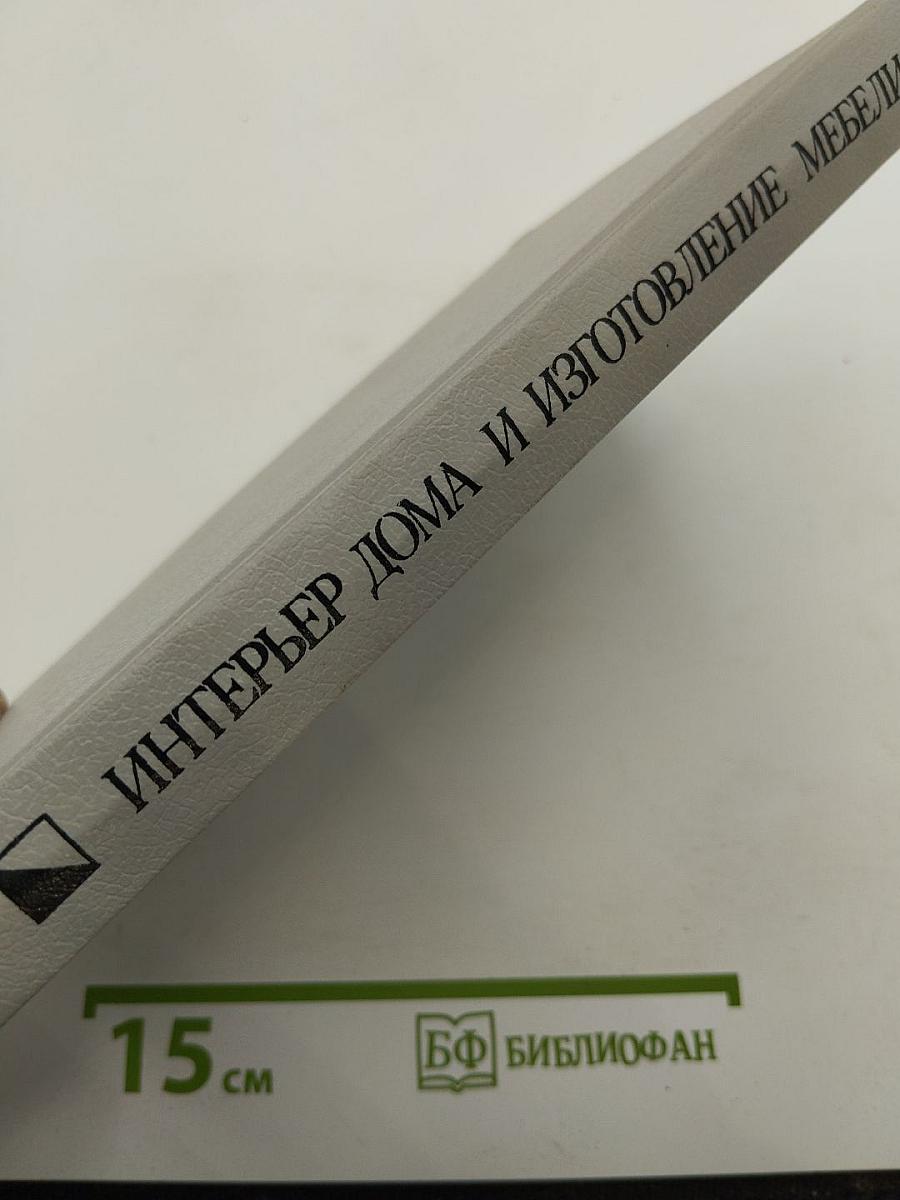 ИНТЕРЬЕР ДОМА И ИЗГОТОВЛЕНИЕ МЕБЕЛИ
15 см
БФ БИБЛИОФАН